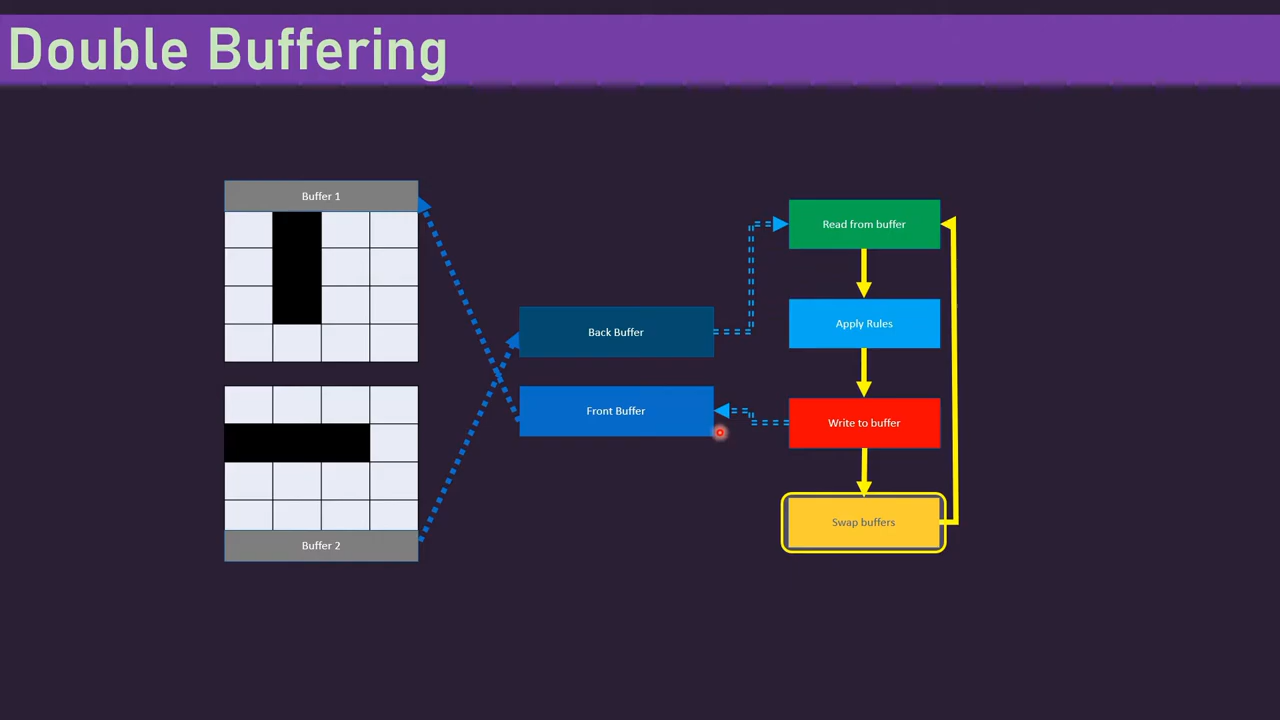 Double Buffering
Buffer 1
Buffer 2
Back Buffer
Front Buffer
Read from buffer
Apply Rules
Write to buffer
Swap buffers